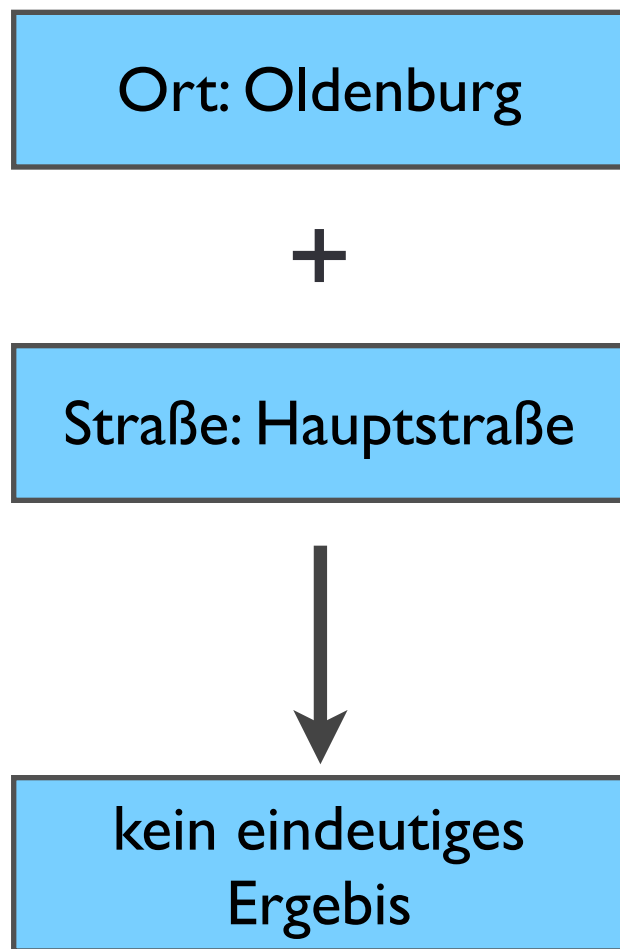 Ort: Oldenburg
+
Straße: Hauptstraße
kein eindeutiges
Ergebis